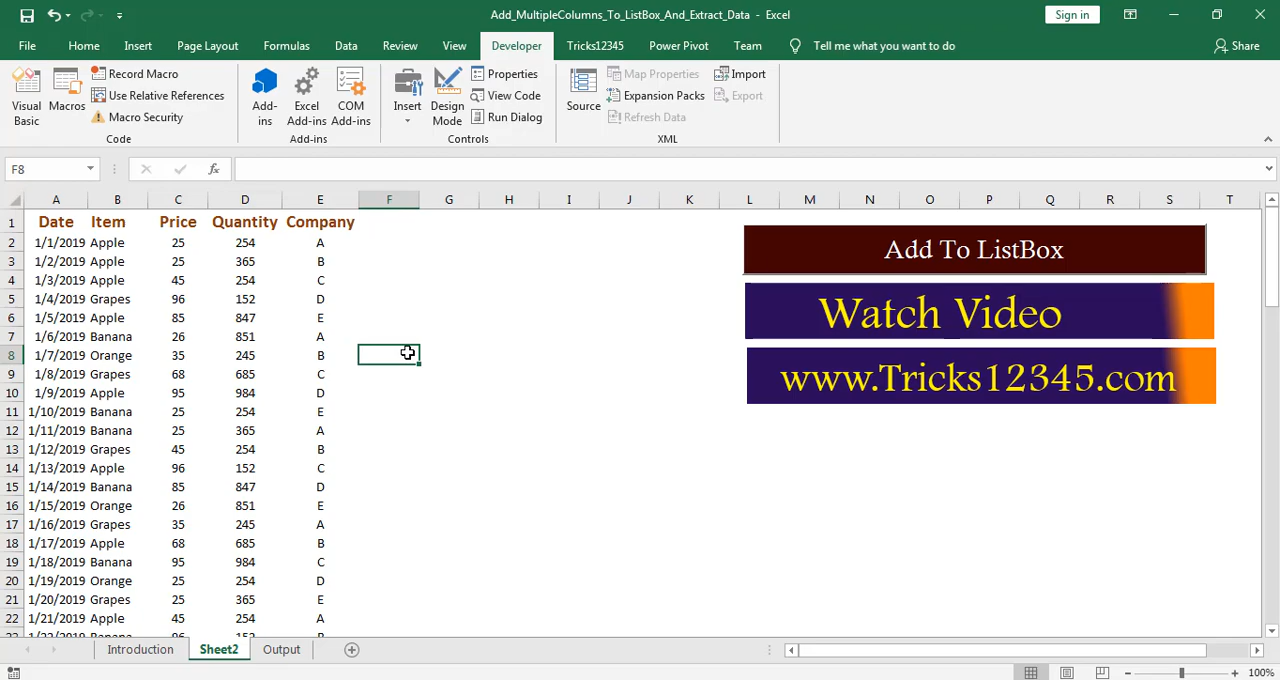 Add_MultipleColumns_To_ListBox_And_Extract_Data - Excel
Sign in
File Home Insert Page Layout Formulas Data Review View Developer Tricks12345 Power Pivot Team Tell me what you want to do Share
Visual Basic
Macros
Record Macro
Use Relative References
Macro Security
Code
Add-ins
Excel Add-ins
COM Add-ins
Add-ins
Insert
Design Mode
Properties
View Code
Run Dialog
Controls
Source
Map Properties
Expansion Packs
Refresh Data
Import
Export
XML
F8
fx
A B C D E F G H I J K L M N O P Q R S T
1 Date Item Price Quantity Company
2 1/1/2019 Apple 25 254 A
3 1/2/2019 Apple 25 365 B
4 1/3/2019 Apple 45 254 C
5 1/4/2019 Grapes 96 152 D
6 1/5/2019 Apple 85 847 E
7 1/6/2019 Banana 26 851 A
8 1/7/2019 Orange 35 245 B
9 1/8/2019 Grapes 68 685 C
10 1/9/2019 Apple 95 984 D
11 1/10/2019 Banana 25 254 E
12 1/11/2019 Banana 25 365 A
13 1/12/2019 Grapes 45 254 B
14 1/13/2019 Apple 96 152 C
15 1/14/2019 Banana 85 847 D
16 1/15/2019 Orange 26 851 E
17 1/16/2019 Grapes 35 245 A
18 1/17/2019 Apple 68 685 B
19 1/18/2019 Banana 95 984 C
20 1/19/2019 Orange 25 254 D
21 1/20/2019 Grapes 25 365 E
22 1/21/2019 Apple 45 254 A
Add To ListBox
Watch Video
www.Tricks12345.com
Introduction Sheet2 Output
100%